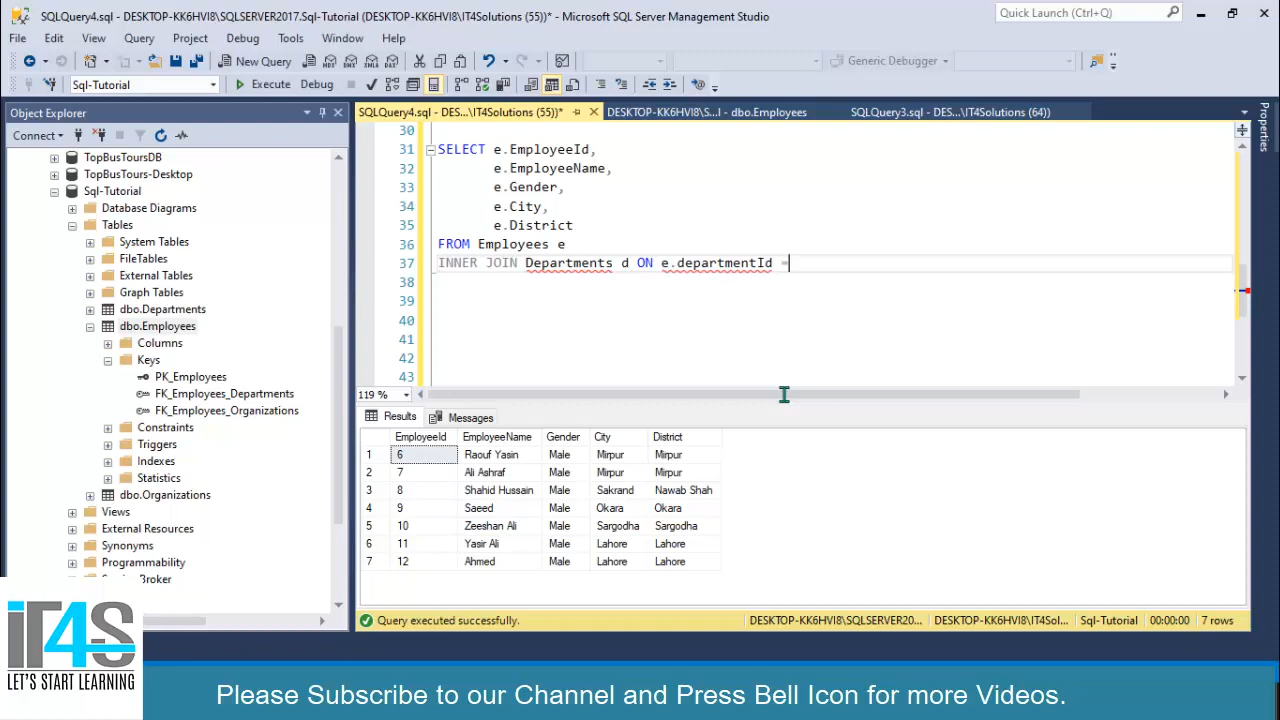 SQLQuery4.sql - DESKTOP-KK6HVI8\SQLSERVER2017.Sql-Tutorial (DESKTOP-KK6HVI8\IT4Solutions (55))* - Microsoft SQL Server Management Studio
Quick Launch (Ctrl+Q)
File Edit View Query Project Debug Tools Window Help
New Query MDX DMX XMLA DAX
Generic Debugger
Sql-Tutorial
Execute Debug
Object Explorer
SQLQuery4.sql - DES...\IT4Solutions (55))*
DESKTOP-KK6HVI8\S...l - dbo.Employees
SQLQuery3.sql - DES...\IT4Solutions (64))
Properties
Connect
TopBusToursDB
TopBusTours-Desktop
Sql-Tutorial
Database Diagrams
Tables
System Tables
FileTables
External Tables
Graph Tables
dbo.Departments
dbo.Employees
Columns
Keys
PK_Employees
FK_Employees_Departments
FK_Employees_Organizations
Constraints
Triggers
Indexes
Statistics
dbo.Organizations
Views
External Resources
Synonyms
Programmability
Broker
30
31 SELECT e.EmployeeId,
32 e.EmployeeName,
33 e.Gender,
34 e.City,
35 e.District
36 FROM Employees e
37 INNER JOIN Departments d ON e.departmentId =
38
39
40
41
42
43
119 %
Results Messages
EmployeeId EmployeeName Gender City District
1 6 Raouf Yasin Male Mirpur Mirpur
2 7 Ali Ashraf Male Mirpur Mirpur
3 8 Shahid Hussain Male Sakrand Nawab Shah
4 9 Saeed Male Okara Okara
5 10 Zeeshan Ali Male Sargodha Sargodha
6 11 Yasir Ali Male Lahore Lahore
7 12 Ahmed Male Lahore Lahore
Query executed successfully.
DESKTOP-KK6HVI8\SQLSERVER20... DESKTOP-KK6HVI8\IT4Sol... Sql-Tutorial 00:00:00 7 rows
iT4S
LET'S START LEARNING
Please Subscribe to our Channel and Press Bell Icon for more Videos.